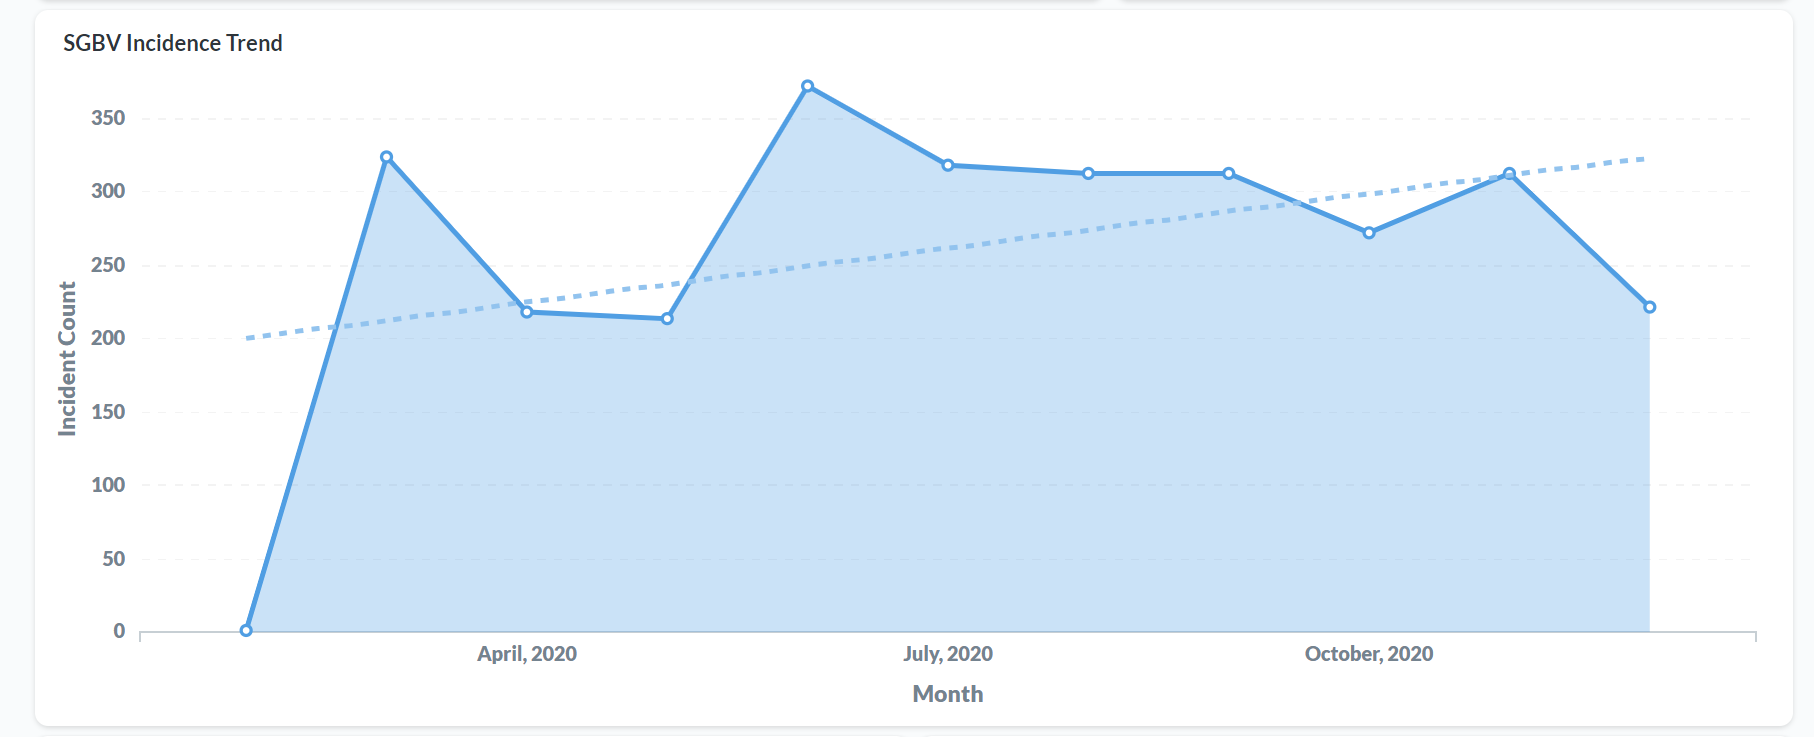 SGBV Incidence Trend
350
300
250
200
150
100
50
0
Incident Count
April, 2020
July, 2020
October, 2020
Month